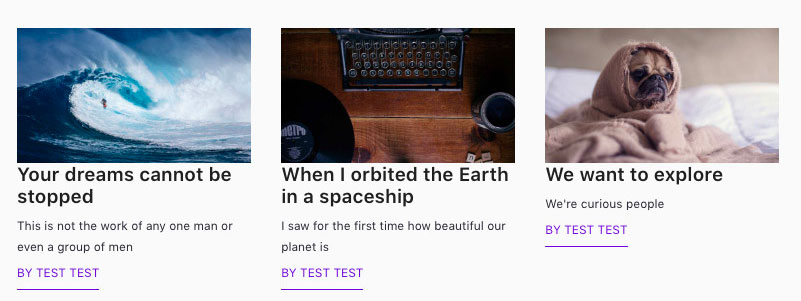 Your dreams cannot be
stopped
This is not the work of any one man or
even a group of men
BY TEST TEST
When I orbited the Earth
in a spaceship
I saw for the first time how beautiful our
planet is
BY TEST TEST
We want to explore
We're curious people
BY TEST TEST